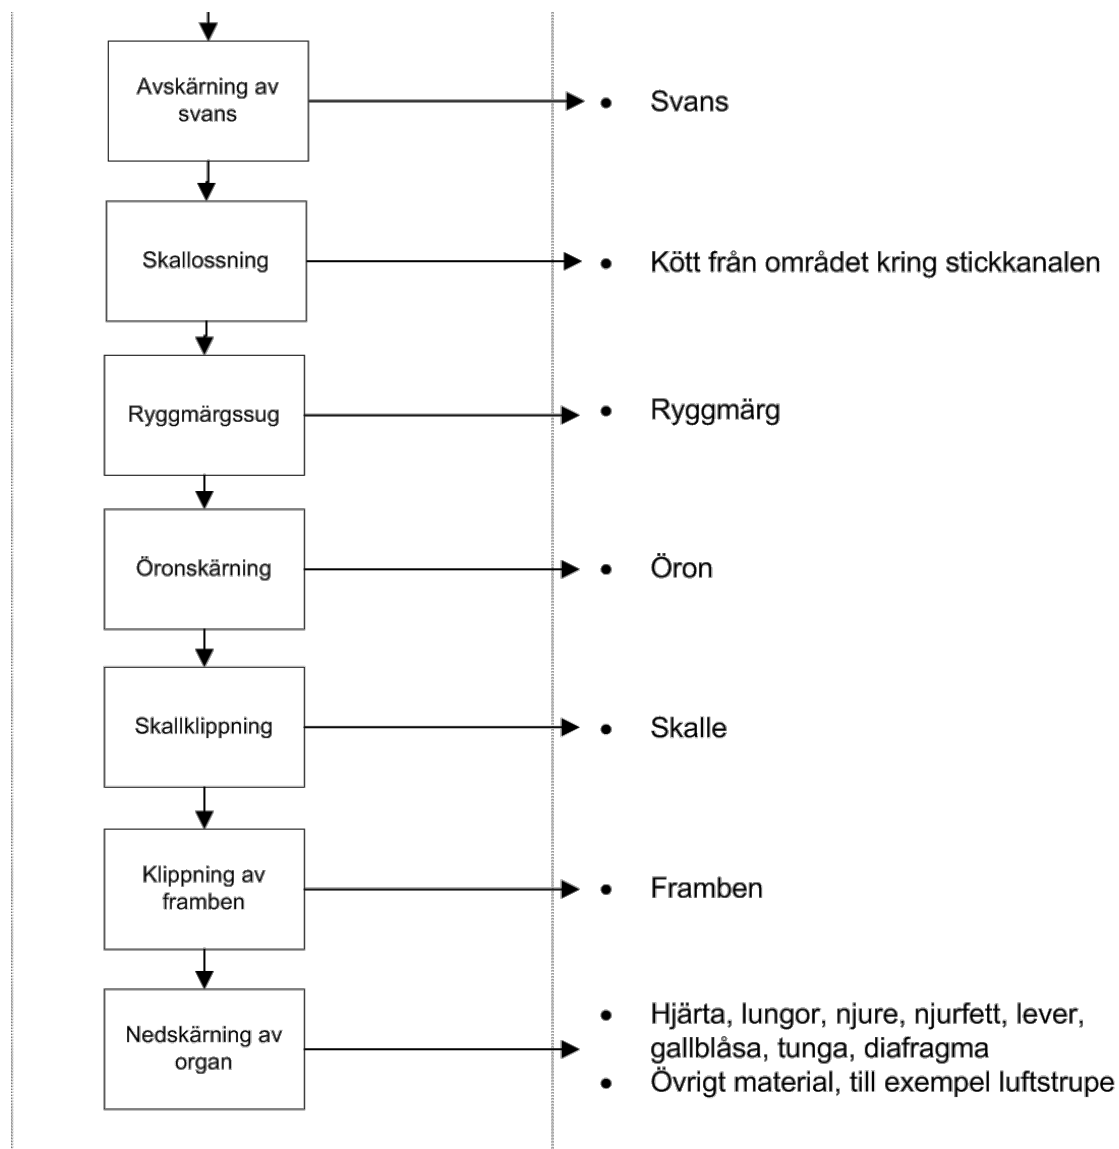 Avskärning av
svans
• Svans
Skallossning
• Kött från området kring stickkanalen
Ryggmärgssug
• Ryggmärg
Öronskärning
• Öron
Skallklippning
• Skalle
Klippning av
framben
• Framben
Nedskärning av
organ
• Hjärta, lungor, njure, njurfett, lever,
gallblåsa, tunga, diafragma
• Övrigt material, till exempel luftstrupe